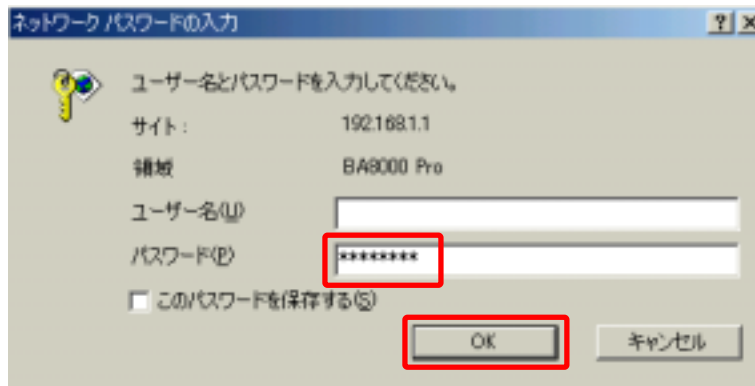 ネットワーク パスワードの入力
ユーザー名とパスワードを入力してください。
サイト: 192.168.1.1
領域 BA8000 Pro
ユーザー名(U)
パスワード(P) ********
このパスワードを保存する(S)
OK キャンセル